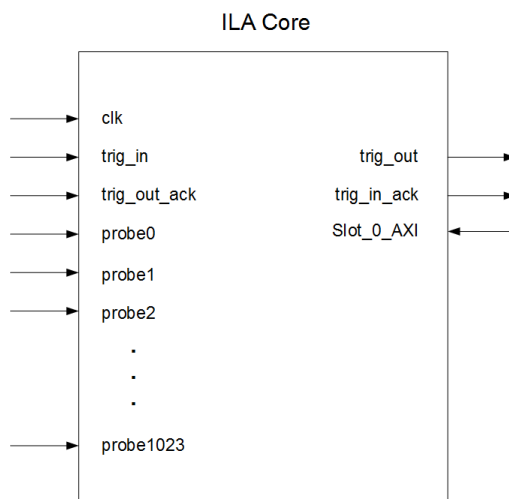 ILA Core
clk
trig_in
trig_out
trig_out_ack
trig_in_ack
probe0
Slot_0_AXI
probe1
probe2
.
.
.
probe1023